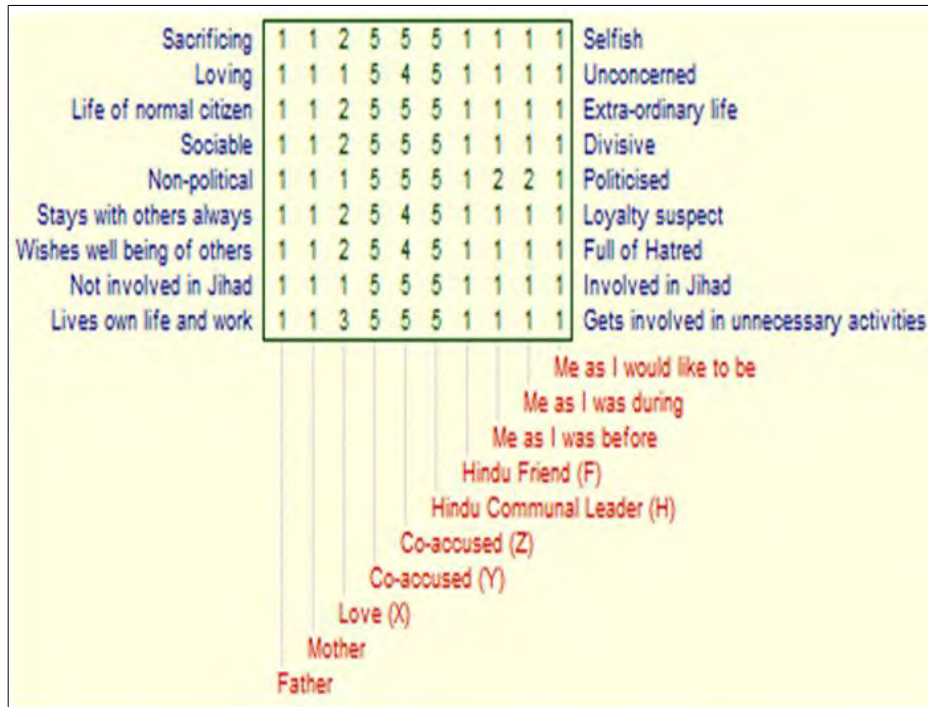 Sacrificing 1 1 2 5 5 5 1 1 1 1 Selfish
Loving 1 1 1 5 4 5 1 1 1 1 Unconcerned
Life of normal citizen 1 1 2 5 5 5 1 1 1 1 Extra-ordinary life
Sociable 1 1 2 5 5 5 1 1 1 1 Divisive
Non-political 1 1 1 5 5 5 1 2 2 1 Politicised
Stays with others always 1 1 2 5 4 5 1 1 1 1 Loyalty suspect
Wishes well being of others 1 1 2 5 4 5 1 1 1 1 Full of Hatred
Not involved in Jihad 1 1 1 5 5 5 1 1 1 1 Involved in Jihad
Lives own life and work 1 1 3 5 5 5 1 1 1 1 Gets involved in unnecessary activities
Me as I would like to be
Me as I was during
Me as I was before
Hindu Friend (F)
Hindu Communal Leader (H)
Co-accused (Z)
Co-accused (Y)
Love (X)
Mother
Father